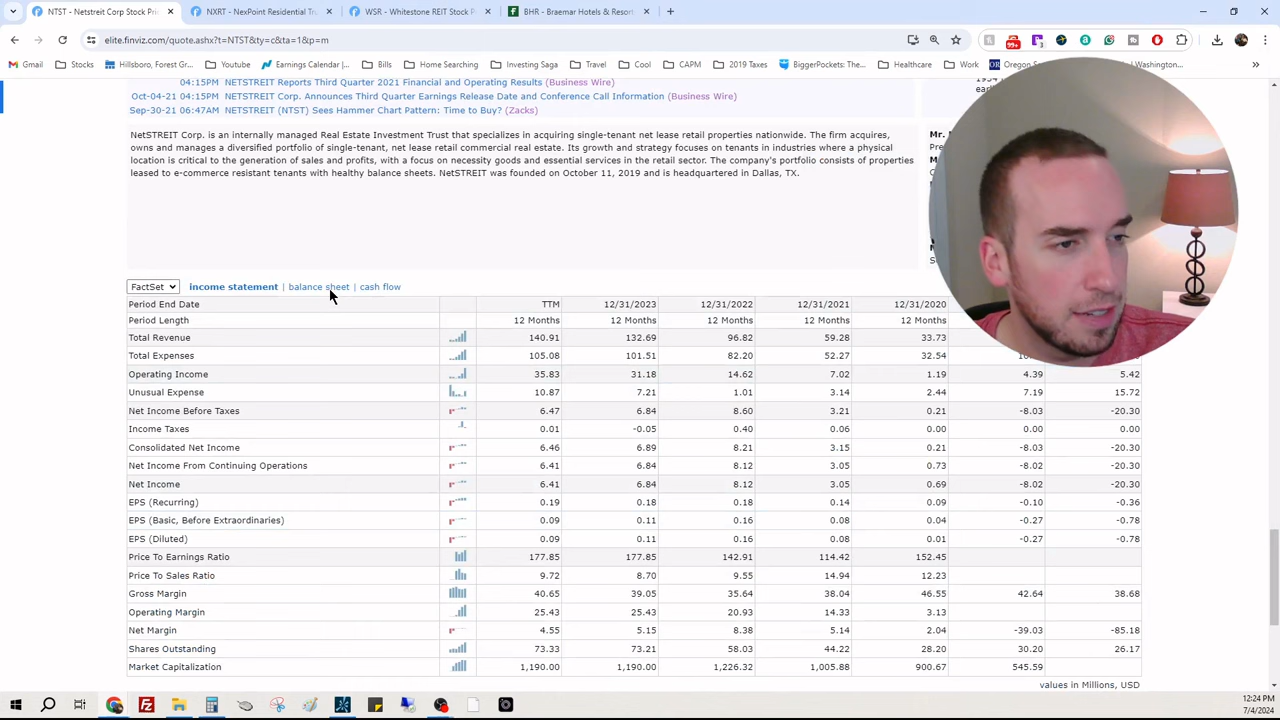 NTST - Netstreit Corp Stock Pric
NXRT - NexPoint Residential Tru
WSR - Whitestone REIT Stock P
BHR - Braemar Hotels & Resort
elite.finviz.com/quote.ashx?t=NTST&ty=c&ta=1&p=m
Gmail Stocks Hillsboro, Forest... Youtube Earnings Calendar |... Bills Home Searching Investing Saga Travel Cool CAPM 2019 Taxes BiggerPockets: The... Healthcare Work Oregon
04:15PM NETSTREIT Reports Third Quarter 2021 Financial and Operating Results (Business Wire)
Oct-04-21 04:15PM NETSTREIT Corp Announces Third Quarter Earnings Release Date and Conference Call Information (Business Wire)
Sep-30-21 06:47AM NETSTREIT (NTST) Sees Hammer Chart Pattern: Time to Buy? (Zacks)
NetSTREIT Corp. is an internally managed Real Estate Investment Trust that specializes in acquiring single-tenant net lease retail properties nationwide. The firm acquires,
owns and manages a diversified portfolio of single-tenant, net lease retail commercial real estate. Its growth and strategy focuses on tenants in industries where a physical
location is critical to the generation of sales and profits, with a focus on necessity goods and essential services in the retail sector. The company's portfolio consists of properties
leased to e-commerce resistant tenants with healthy balance sheets. NetSTREIT was founded on October 11, 2019 and is headquartered in Dallas, TX.
FactSet income statement | balance sheet | cash flow
Period End Date TTM 12/31/2023 12/31/2022 12/31/2021 12/31/2020
Period Length 12 Months 12 Months 12 Months 12 Months 12 Months
Total Revenue 140.91 132.69 96.82 59.28 33.73
Total Expenses 105.08 101.51 82.20 52.27 32.54
Operating Income 35.83 31.18 14.62 7.02 1.19 4.39 5.42
Unusual Expense 10.87 7.21 1.01 3.14 2.44 7.19 15.72
Net Income Before Taxes 6.47 6.84 8.60 3.21 0.21 -8.03 -20.30
Income Taxes 0.01 -0.05 0.40 0.06 0.00 0.00 0.00
Consolidated Net Income 6.46 6.89 8.21 3.15 0.21 -8.03 -20.30
Net Income From Continuing Operations 6.41 6.84 8.12 3.05 0.73 -8.02 -20.30
Net Income 6.41 6.84 8.12 3.05 0.69 -8.02 -20.30
EPS (Recurring) 0.19 0.18 0.18 0.14 0.09 -0.10 -0.36
EPS (Basic, Before Extraordinaries) 0.09 0.11 0.16 0.08 0.04 -0.27 -0.78
EPS (Diluted) 0.09 0.11 0.16 0.08 0.01 -0.27 -0.78
Price To Earnings Ratio 177.85 177.85 142.91 114.42 152.45
Price To Sales Ratio 9.72 8.70 9.55 14.94 12.23
Gross Margin 40.65 39.05 35.64 38.04 46.55 42.64 38.68
Operating Margin 25.43 25.43 20.93 14.33 3.13
Net Margin 4.55 5.15 8.38 5.14 2.04 -39.03 -85.18
Shares Outstanding 73.33 73.21 58.03 44.22 28.20 30.20 26.17
Market Capitalization 1,190.00 1,190.00 1,226.32 1,005.88 900.67 545.59
values in Millions, USD
12:24 PM
7/4/2024